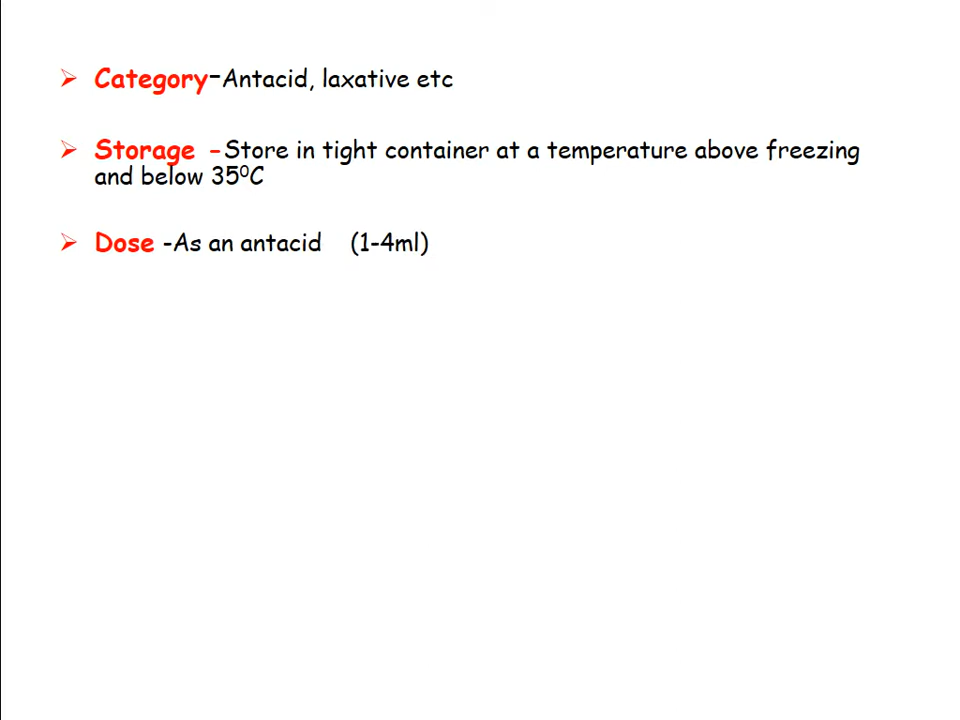 ➢ Category-Antacid, laxative etc
➢ Storage -Store in tight container at a temperature above freezing
and below 35⁰C
➢ Dose -As an antacid (1-4ml)